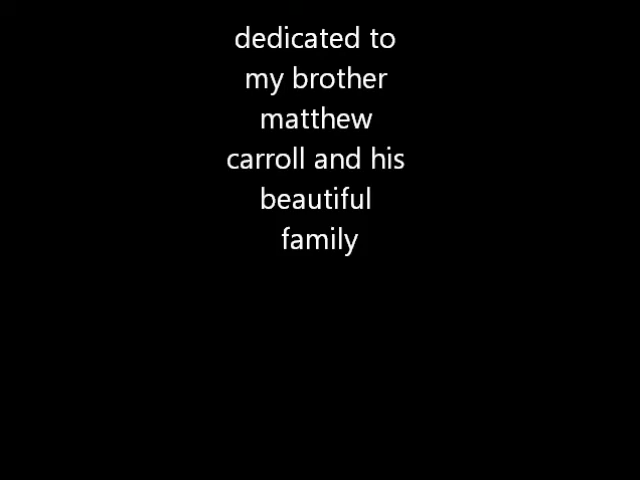 dedicated to
my brother
matthew
carroll and his
beautiful
family